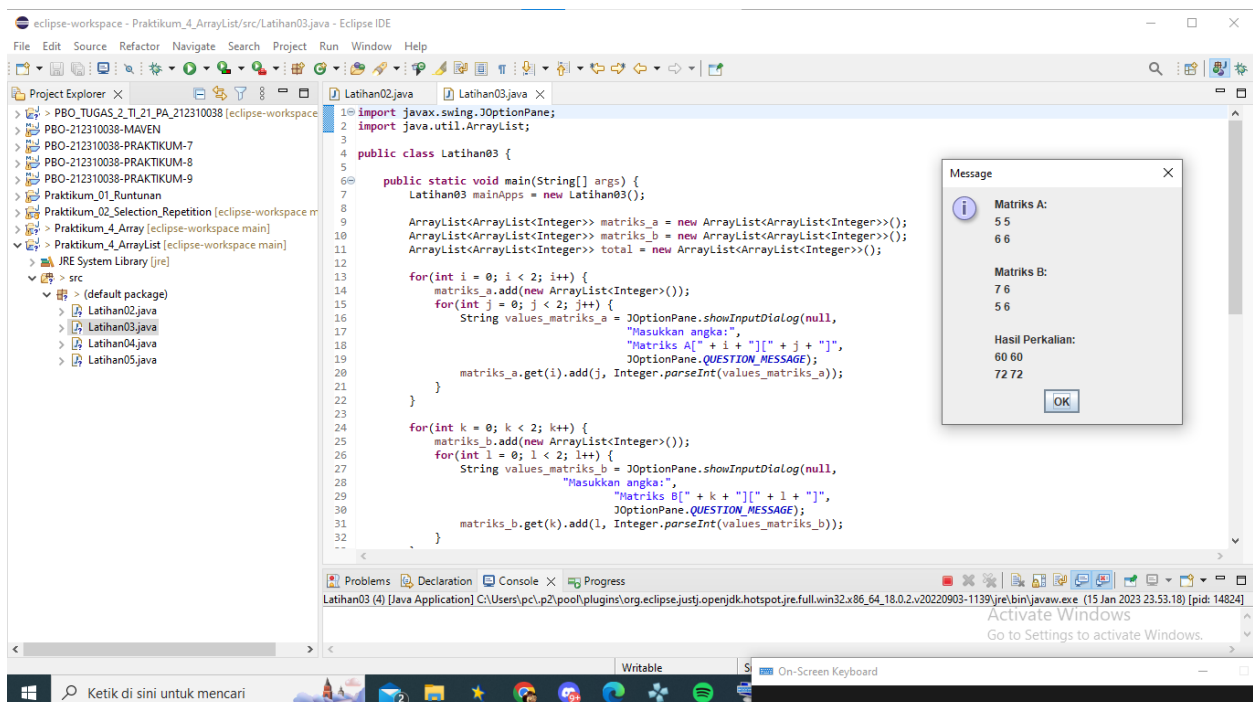 eclipse-workspace - Praktikum_4_ArrayList/src/Latihan03.java - Eclipse IDE
File Edit Source Refactor Navigate Search Project Run Window Help
Project Explorer
> PBO_TUGAS_2_TI_21_PA_212310038 [eclipse-workspace
PBO-212310038-MAVEN
PBO-212310038-PRAKTIKUM-7
PBO-212310038-PRAKTIKUM-8
PBO-212310038-PRAKTIKUM-9
Praktikum_01_Runtunan
Praktikum_02_Selection_Repetition [eclipse-workspace m
> Praktikum_4_Array [eclipse-workspace main]
> Praktikum_4_ArrayList [eclipse-workspace main]
JRE System Library [jre]
> src
> (default package)
Latihan02.java
Latihan03.java
Latihan04.java
Latihan05.java
Latihan02.java Latihan03.java
1 import javax.swing.JOptionPane;
2 import java.util.ArrayList;
3
4 public class Latihan03 {
5
6 public static void main(String[] args) {
7 Latihan03 mainApps = new Latihan03();
8
9 ArrayList<ArrayList<Integer>> matriks_a = new ArrayList<ArrayList<Integer>>();
10 ArrayList<ArrayList<Integer>> matriks_b = new ArrayList<ArrayList<Integer>>();
11 ArrayList<ArrayList<Integer>> total = new ArrayList<ArrayList<Integer>>();
12
13 for(int i = 0; i < 2; i++) {
14 matriks_a.add(new ArrayList<Integer>());
15 for(int j = 0; j < 2; j++) {
16 String values_matriks_a = JOptionPane.showInputDialog(null,
17 "Masukkan angka:",
18 "Matriks A[" + i + "][" + j + "]",
19 JOptionPane.QUESTION_MESSAGE);
20 matriks_a.get(i).add(j, Integer.parseInt(values_matriks_a));
21 }
22 }
23
24 for(int k = 0; k < 2; k++) {
25 matriks_b.add(new ArrayList<Integer>());
26 for(int l = 0; l < 2; l++) {
27 String values_matriks_b = JOptionPane.showInputDialog(null,
28 "Masukkan angka:",
29 "Matriks B[" + k + "][" + l + "]",
30 JOptionPane.QUESTION_MESSAGE);
31 matriks_b.get(k).add(l, Integer.parseInt(values_matriks_b));
32 }
Message
Matriks A:
5 5
6 6
Matriks B:
7 6
5 6
Hasil Perkalian:
60 60
72 72
OK
Problems Declaration Console Progress
Latihan03 (4) [Java Application] C:\Users\pc\.p2\pool\plugins\org.eclipse.justj.openjdk.hotspot.jre.full.win32.x86_64_18.0.2.v20220903-1139\jre\bin\javaw.exe (15 Jan 2023 23.53.18) [pid: 14824]
Activate Windows
Go to Settings to activate Windows.
Writable
On-Screen Keyboard
Ketik di sini untuk mencari